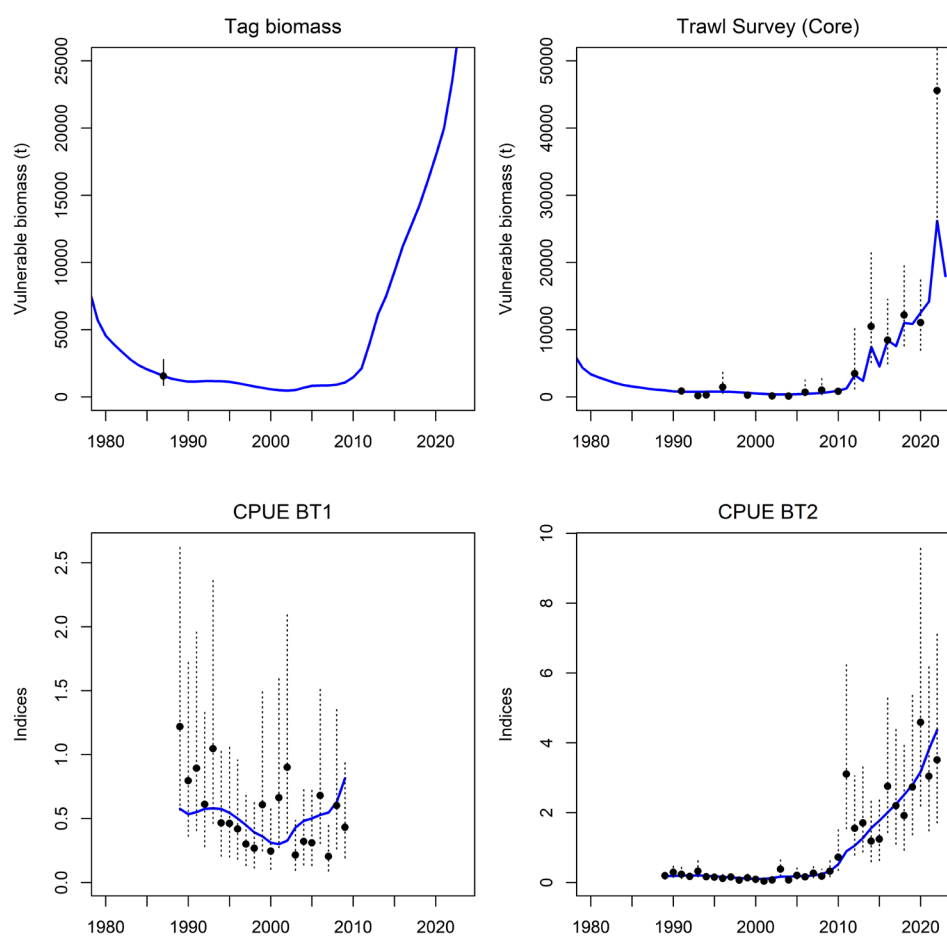 Tag biomass
Vulnerable biomass (t)
25000
20000
15000
10000
5000
0
1980 1990 2000 2010 2020
Trawl Survey (Core)
Vulnerable biomass (t)
50000
40000
30000
20000
10000
0
1980 1990 2000 2010 2020
CPUE BT1
Indices
2.5
2.0
1.5
1.0
0.5
0.0
1980 1990 2000 2010 2020
CPUE BT2
Indices
10
8
6
4
2
0
1980 1990 2000 2010 2020